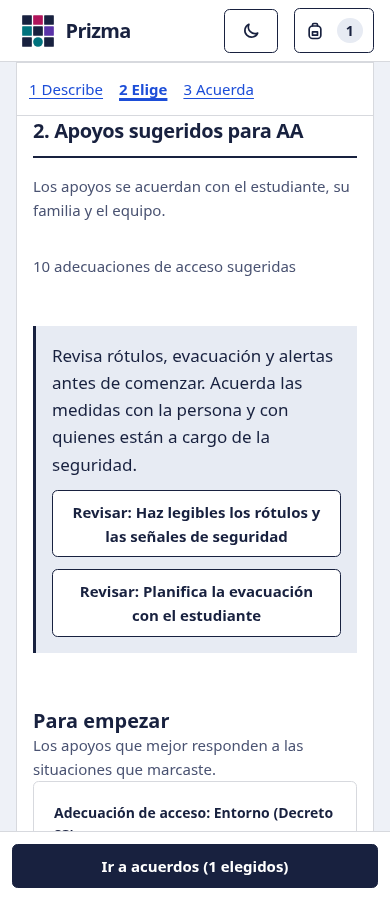 Prizma
1
1 Describe 2 Elige 3 Acuerda
2. Apoyos sugeridos para AA
Los apoyos se acuerdan con el estudiante, su
familia y el equipo.
10 adecuaciones de acceso sugeridas
Revisa rótulos, evacuación y alertas
antes de comenzar. Acuerda las
medidas con la persona y con
quienes están a cargo de la
seguridad.
Revisar: Haz legibles los rótulos y
las señales de seguridad
Revisar: Planifica la evacuación
con el estudiante
Para empezar
Los apoyos que mejor responden a las
situaciones que marcaste.
Adecuación de acceso: Entorno (Decreto
Ir a acuerdos (1 elegidos)